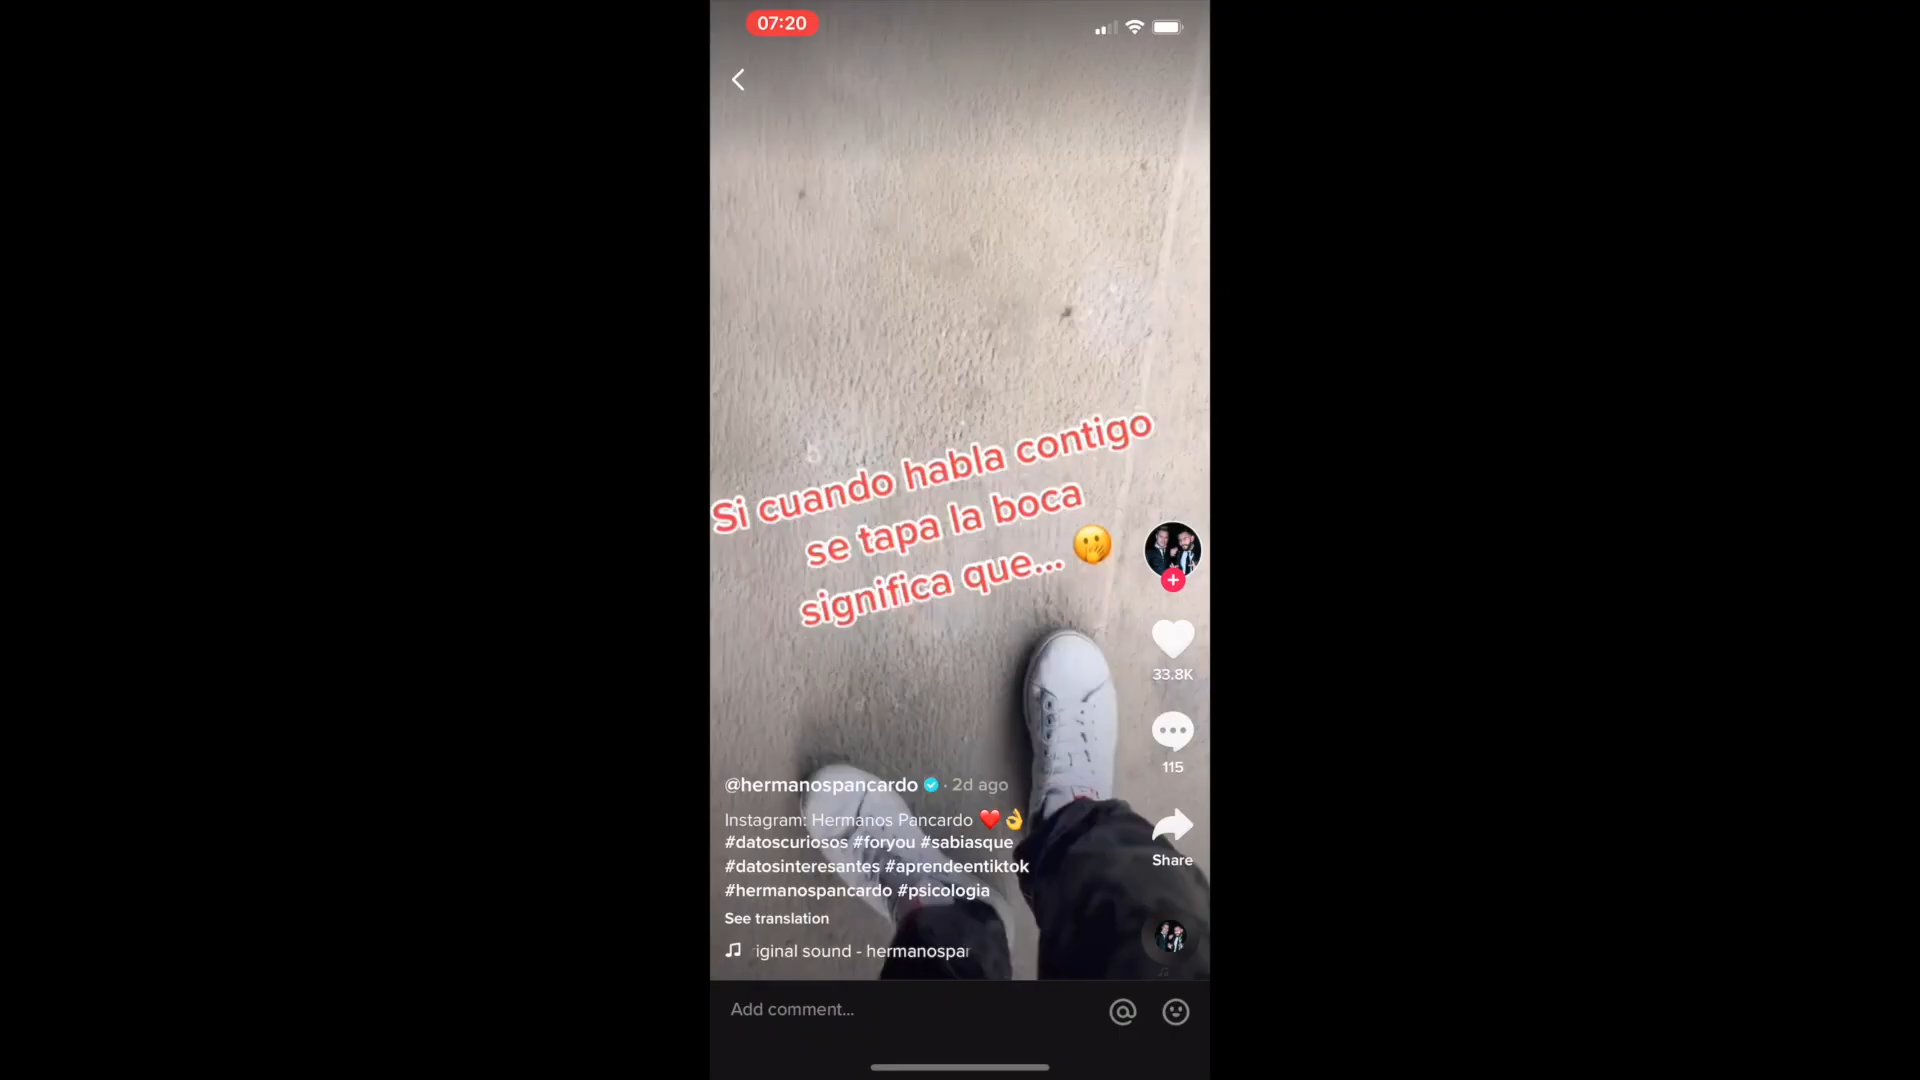 07:20
Si cuando habla contigo
se tapa la boca
significa que... 🤭
33.8K
115
@hermanospancardo · 2d ago
Instagram: Hermanos Pancardo ❤️👌
#datoscuriosos #foryou #sabiasque
#datosinteresantes #aprendeentiktok
Share
#hermanospancardo #psicologia
See translation
iginal sound - hermanospar
Add comment...